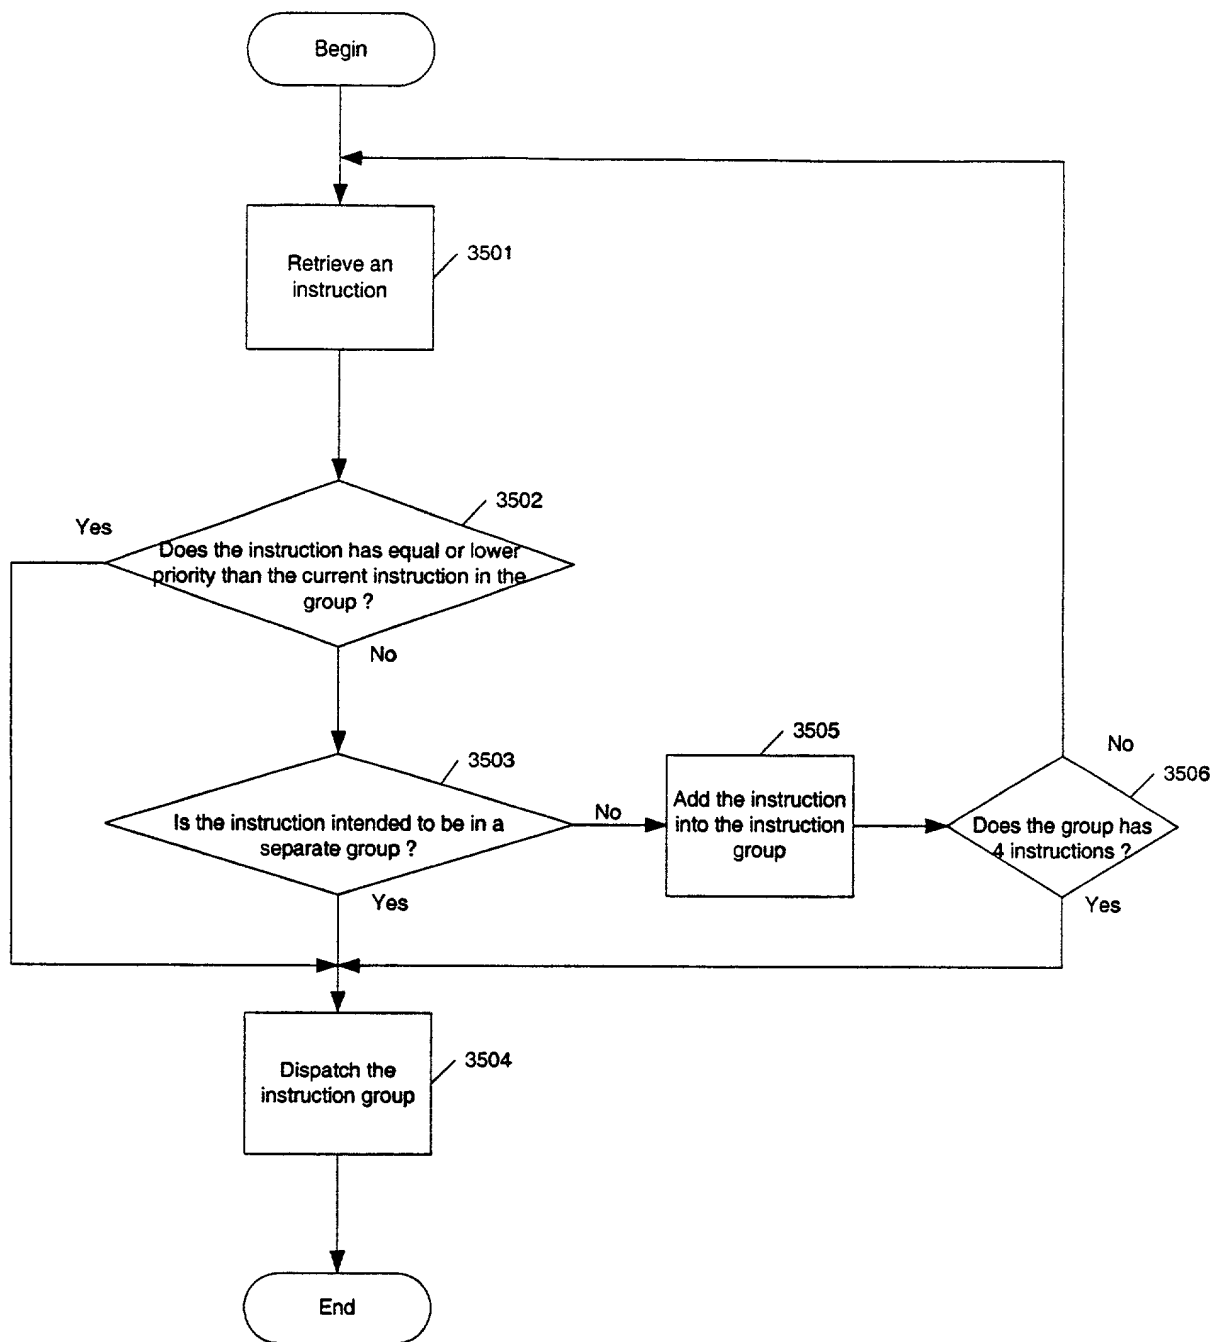 Begin
Retrieve an
instruction
3501
3502
Yes
Does the instruction has equal or lower
priority than the current instruction in the
group ?
No
3503
Is the instruction intended to be in a
separate group ?
No
Yes
3505
Add the instruction
into the instruction
group
No
3506
Does the group has
4 instructions ?
Yes
Dispatch the
instruction group
3504
End